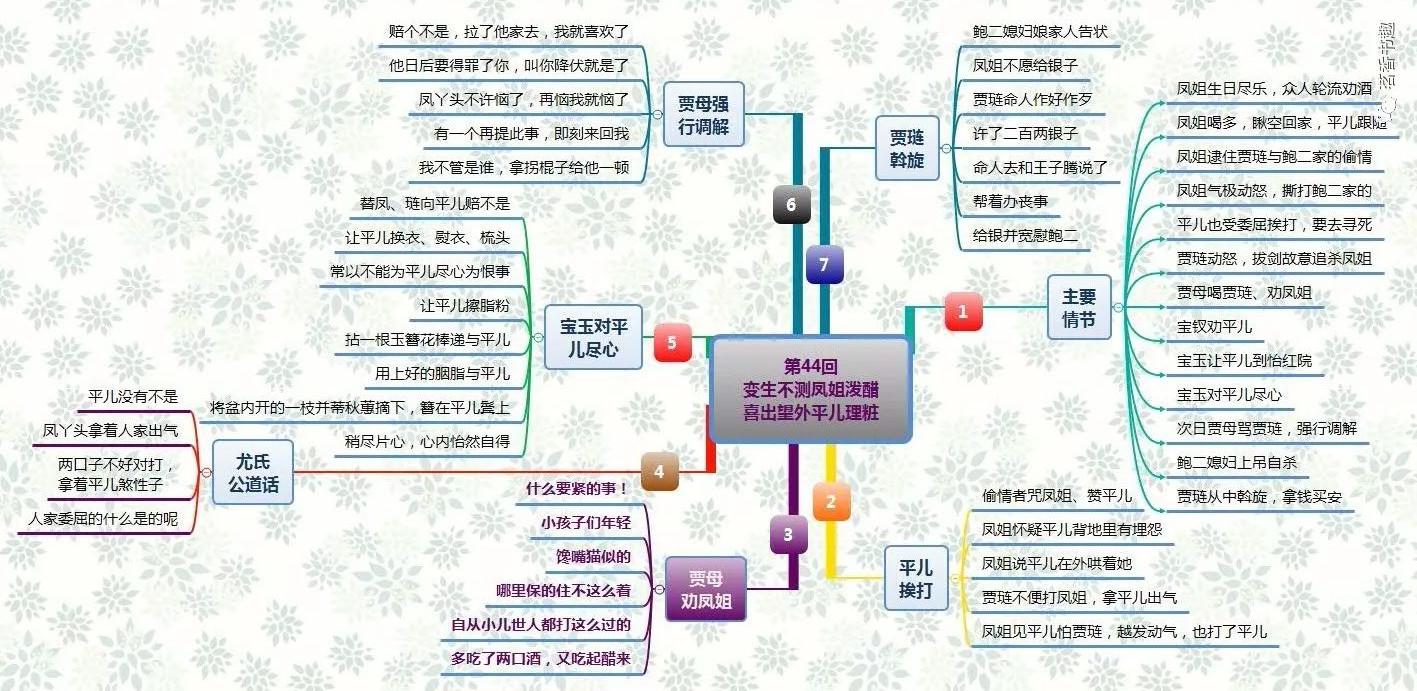 第44回
变生不测凤姐泼醋
喜出望外平儿理粧
1
主要
情节
凤姐生日尽乐，众人轮流劝酒
凤姐喝多，瞅空回家，平儿跟随
凤姐逮住贾琏与鲍二家的偷情
凤姐气极动怒，撕打鲍二家的
平儿也受委屈挨打，要去寻死
贾琏动怒，拔剑故意追杀凤姐
贾母喝贾琏、劝凤姐
宝钗劝平儿
宝玉让平儿到怡红院
宝玉对平儿尽心
次日贾母骂贾琏，强行调解
鲍二媳妇上吊自杀
贾琏从中斡旋，拿钱买安
2
平儿
挨打
偷情者咒凤姐、赞平儿
凤姐怀疑平儿背地里有埋怨
凤姐说平儿在外哄着她
贾琏不便打凤姐，拿平儿出气
凤姐见平儿怕贾琏，越发动气，也打了平儿
3
贾母
劝凤姐
什么要紧的事！
小孩子们年轻
馋嘴猫似的
哪里保的住不这么着
自从小儿世人都打这么过的
多吃了两口酒，又吃起醋来
4
尤氏
公道话
平儿没有不是
凤丫头拿着人家出气
两口子不好对打，
拿着平儿煞性子
人家委屈的什么是的呢
5
宝玉对平
儿尽心
替凤、琏向平儿赔不是
让平儿换衣、熨衣、梳头
常以不能为平儿尽心为恨事
让平儿擦脂粉
拈一根玉簪花棒递与平儿
用上好的胭脂与平儿
将盆内开的一枝并蒂秋蕙摘下，簪在平儿鬓上
稍尽片心，心内怡然自得
6
贾母强
行调解
赔个不是，拉了他家去，我就喜欢了
他日后要得罪了你，叫你降伏就是了
凤丫头不许恼了，再恼我就恼了
有一个再提此事，即刻来回我
我不管是谁，拿拐棍子给他一顿
7
贾琏
斡旋
鲍二媳妇娘家人告状
凤姐不愿给银子
贾琏命人作好作歹
许了二百两银子
命人去和王子腾说了
帮着办丧事
给银并宽慰鲍二
茗香书趣